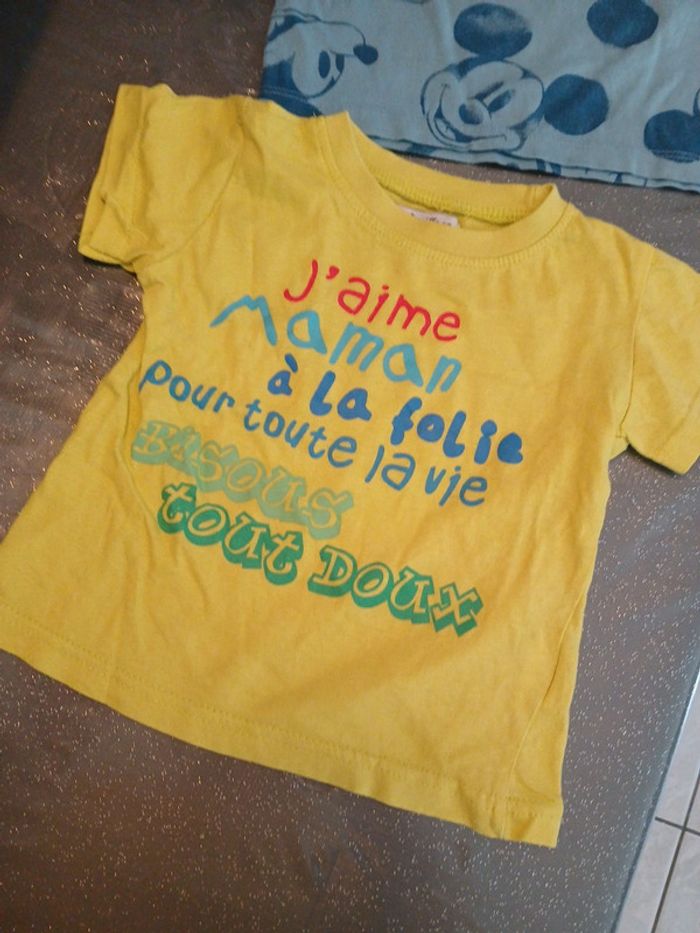 J'aime
Maman
à la folie
pour toute la vie
Bisous
tout doux